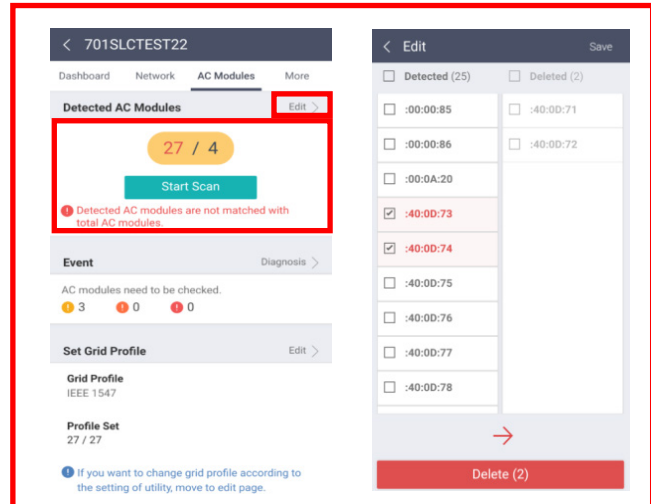 701SLCTEST22
Dashboard Network AC Modules More
Detected AC Modules Edit
27 / 4
Start Scan
Detected AC modules are not matched with
total AC modules.
Event Diagnosis
AC modules need to be checked.
3 0 0
Set Grid Profile Edit
Grid Profile
IEEE 1547
Profile Set
27 / 27
If you want to change grid profile according to
the setting of utility, move to edit page.
Edit Save
Detected (25) Deleted (2)
:00:00:85 :40:0D:71
:00:00:86 :40:0D:72
:00:0A:20
:40:0D:73
:40:0D:74
:40:0D:75
:40:0D:76
:40:0D:77
:40:0D:78
Delete (2)